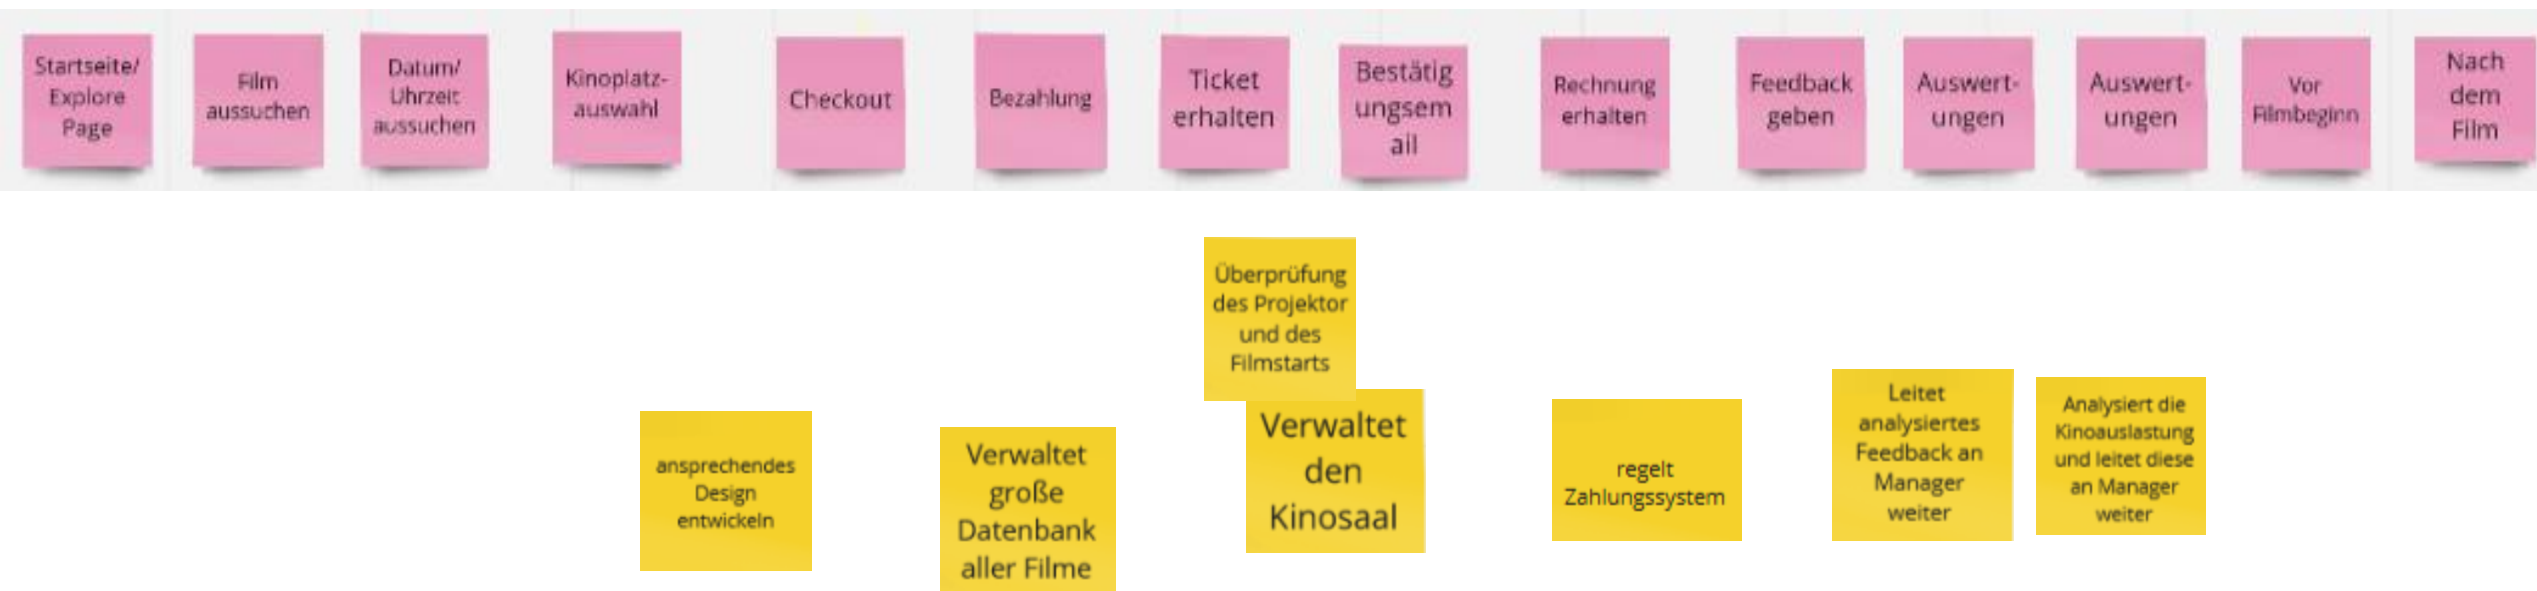 Startseite/
Explore
Page
Film
aussuchen
Datum/
Uhrzeit
aussuchen
Kinoplatz-
auswahl
Checkout
Bezahlung
Ticket
erhalten
Bestätig
ungsem
ail
Rechnung
erhalten
Feedback
geben
Auswert-
ungen
Auswert-
ungen
Vor
Filmbeginn
Nach
dem
Film
Überprüfung
des Projektor
und des
Filmstarts
ansprechendes
Design
entwickeln
Verwaltet
große
Datenbank
aller Filme
Verwaltet
den
Kinosaal
regelt
Zahlungssystem
Leitet
analysiertes
Feedback an
Manager
weiter
Analysiert die
Kinoauslastung
und leitet diese
an Manager
weiter